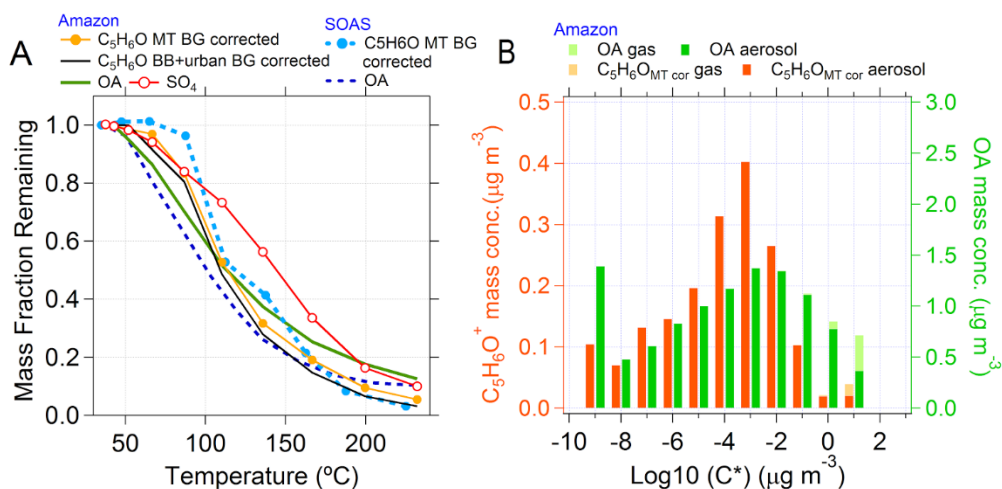 Amazon
C5H6O MT BG corrected
C5H6O BB+urban BG corrected
OA SO4
SOAS
C5H6O MT BG
corrected
OA
A
Mass Fraction Remaining
1.0
0.8
0.6
0.4
0.2
0.0
50 100 150 200
Temperature (ºC)
B
Amazon
OA gas OA aerosol
C5H6OMT cor gas C5H6OMT cor aerosol
C5H6O+ mass conc.(μg m-3)
0.5
0.4
0.3
0.2
0.1
0.0
3.0
2.5
2.0
1.5
1.0
0.5
0.0
OA mass conc. (μg m-3)
-10 -8 -6 -4 -2 0 2
Log10 (C*) (μg m-3)